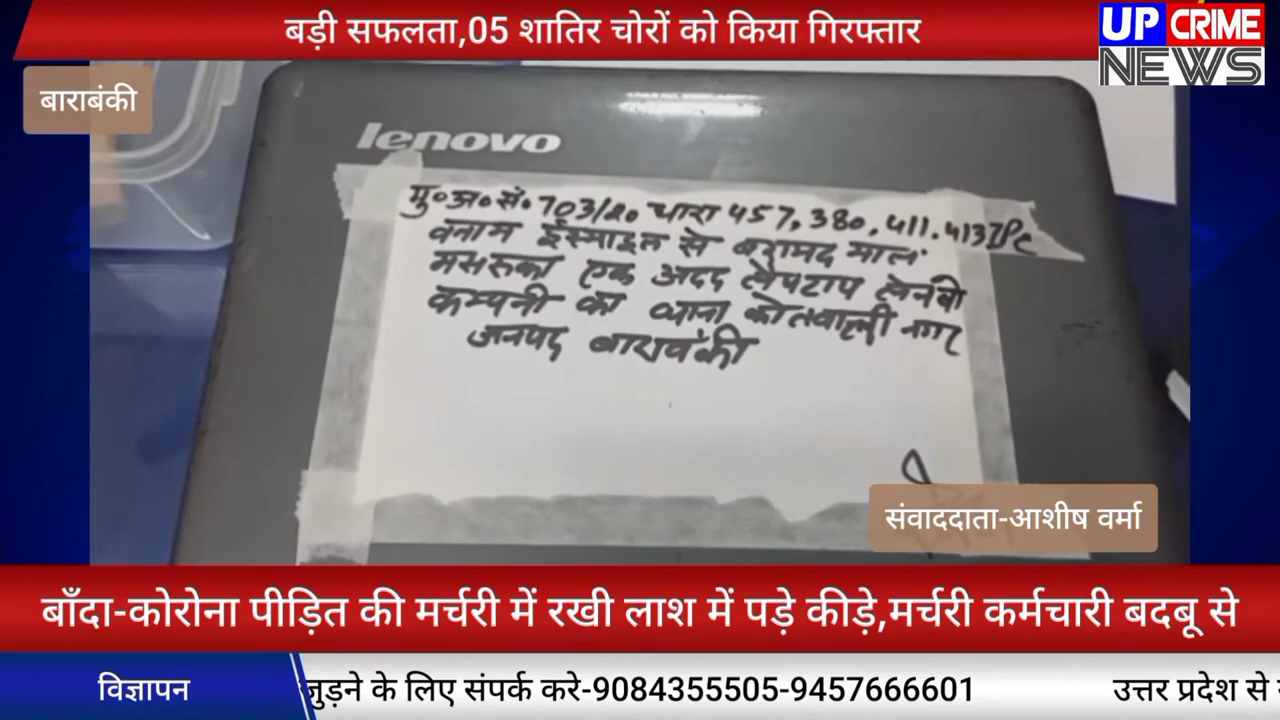 बड़ी सफलता,05 शातिर चोरों को किया गिरफ्तार
UP CRIME
NEWS
बाराबंकी
lenovo
मु०अ०सं० 703/20 धारा 457, 380, 411. 413 IPC
बनाम ईस्माइल से बरामद माल
मसरुका एक अदद लैपटाप लेनबो
कम्पनी का थाना कोतवाली नगर
जनपद बाराबंकी
संवाददाता-आशीष वर्मा
बाँदा-कोरोना पीड़ित की मर्चरी में रखी लाश में पड़े कीड़े,मर्चरी कर्मचारी बदबू से
विज्ञापन
जुड़ने के लिए संपर्क करे-9084355505-9457666601
उत्तर प्रदेश से